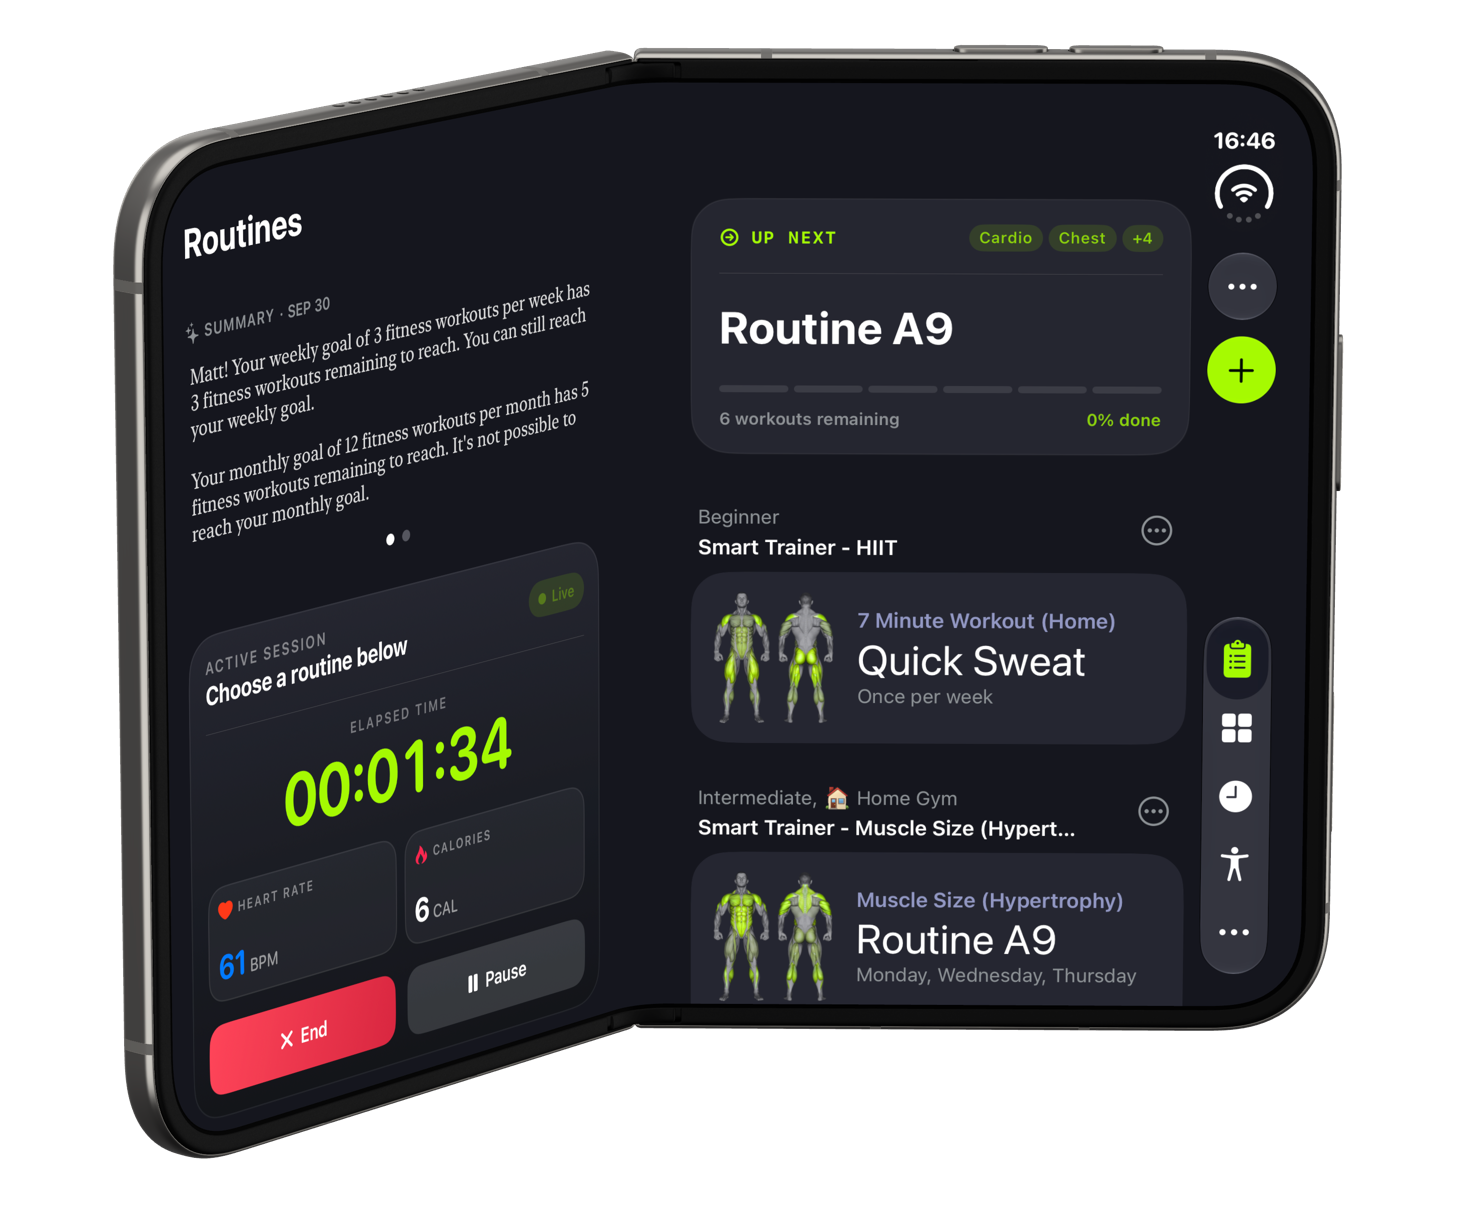 Routines
SUMMARY · SEP 30
Matt! Your weekly goal of 3 fitness workouts per week has
3 fitness workouts remaining to reach. You can still reach
your weekly goal.
Your monthly goal of 12 fitness workouts per month has 5
fitness workouts remaining to reach. It's not possible to
reach your monthly goal.
Live
ACTIVE SESSION
Choose a routine below
ELAPSED TIME
00:01:34
HEART RATE
61 BPM
CALORIES
6 CAL
End
Pause
16:46
UP NEXT
Cardio Chest +4
Routine A9
6 workouts remaining
0% done
Beginner
Smart Trainer - HIIT
7 Minute Workout (Home)
Quick Sweat
Once per week
Intermediate, 🏠 Home Gym
Smart Trainer - Muscle Size (Hypert...
Muscle Size (Hypertrophy)
Routine A9
Monday, Wednesday, Thursday